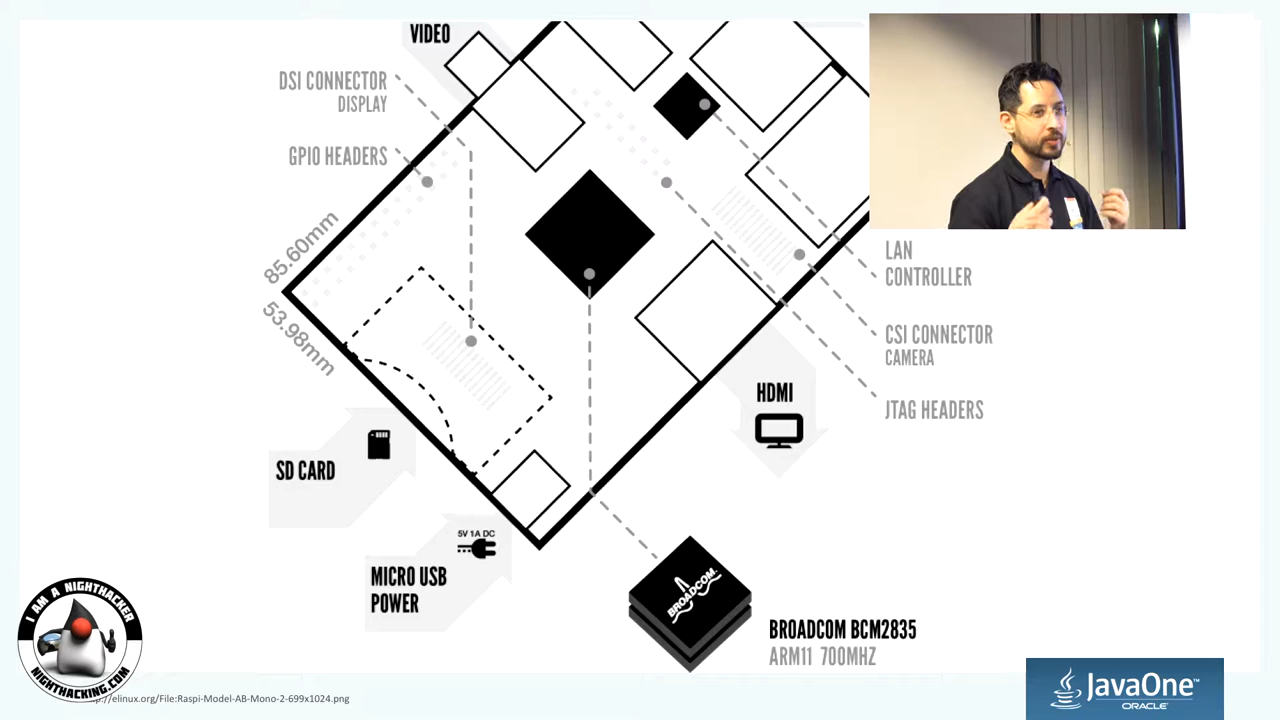 VIDEO
DSI CONNECTOR
DISPLAY
GPIO HEADERS
85.60mm
53.98mm
SD CARD
5V 1A DC
MICRO USB
POWER
HDMI
LAN
CONTROLLER
CSI CONNECTOR
CAMERA
JTAG HEADERS
BROADCOM.
BROADCOM BCM2835
ARM11 700MHZ
I AM A NIGHTHACKER
NIGHTHACKING.COM
p://elinux.org/File:Raspi-Model-AB-Mono-2-699x1024.png
JavaOne™
ORACLE